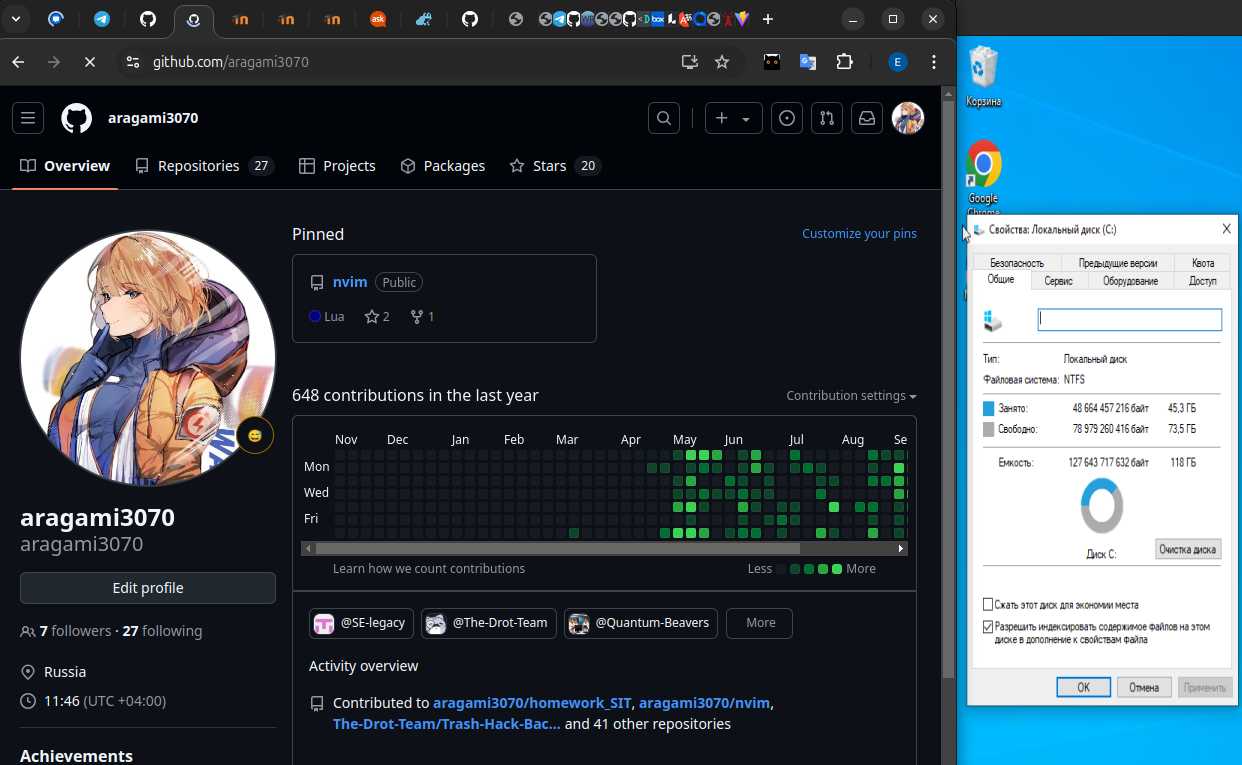 github.com/aragami3070
E
aragami3070
Overview
Repositories 27
Projects
Packages
Stars 20
Pinned
Customize your pins
nvim Public
Lua 2 1
648 contributions in the last year
Contribution settings
Nov Dec Jan Feb Mar Apr May Jun Jul Aug Se
Mon
Wed
Fri
Learn how we count contributions
Less More
@SE-legacy
@The-Drot-Team
@Quantum-Beavers
More
Activity overview
Contributed to aragami3070/homework_SIT, aragami3070/nvim,
The-Drot-Team/Trash-Hack-Bac... and 41 other repositories
aragami3070
aragami3070
Edit profile
7 followers · 27 following
Russia
11:46 (UTC +04:00)
Achievements
Корзина
Google
Chrome
Свойства: Локальный диск (C:)
Безопасность Предыдущие версии Квота
Общие Сервис Оборудование Доступ
Тип: Локальный диск
Файловая система: NTFS
Занято: 48 664 457 216 байт 45,3 ГБ
Свободно: 78 979 260 416 байт 73,5 ГБ
Емкость: 127 643 717 632 байт 118 ГБ
Диск C:
Очистка диска
Сжать этот диск для экономии места
Разрешить индексировать содержимое файлов на этом
диске в дополнение к свойствам файла
OK
Отмена
Применить